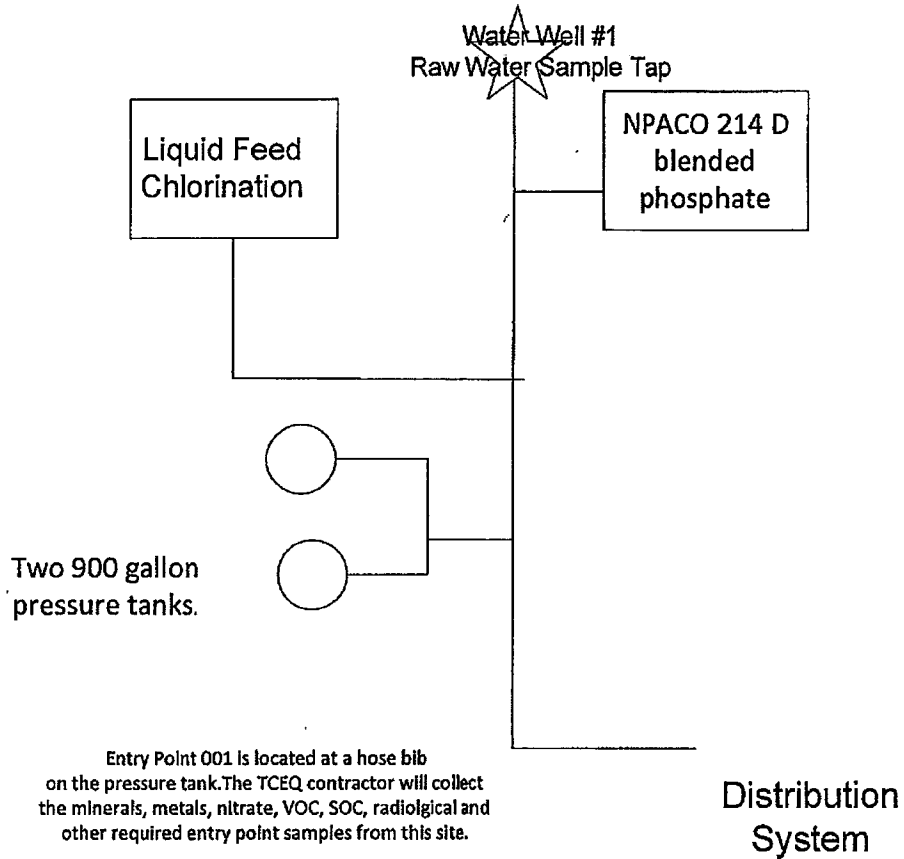 Water Well #1
Raw Water Sample Tap
Liquid Feed
Chlorination
NPACO 214 D
blended
phosphate
Two 900 gallon
pressure tanks.
Entry Point 001 is located at a hose bib
on the pressure tank.The TCEQ contractor will collect
the minerals, metals, nitrate, VOC, SOC, radiolgical and
other required entry point samples from this site.
Distribution
System